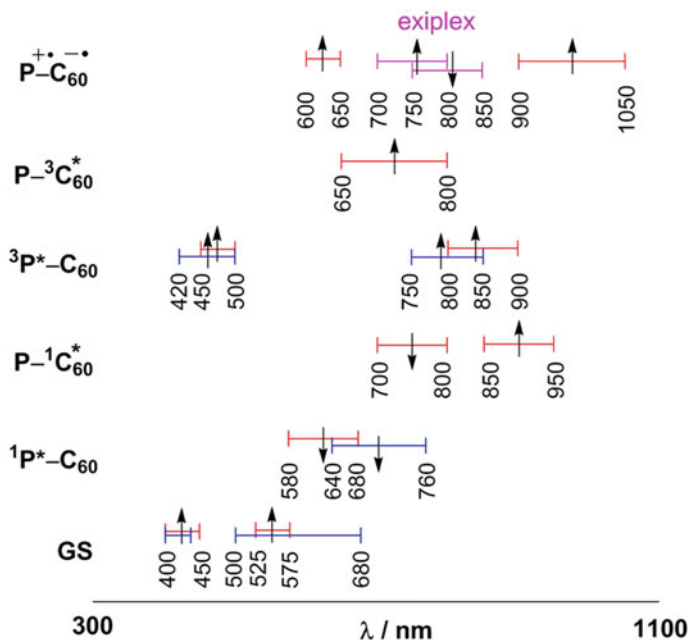 exiplex
P⁺•–C₆₀⁻•
600 650 700 750 800 850 900 1050
P–³C₆₀*
650 800
³P*–C₆₀
420 450 500 750 800 850 900
P–¹C₆₀*
700 800 850 950
¹P*–C₆₀
580 640 680 760
GS
400 450 500 525 575 680
300 λ / nm 1100